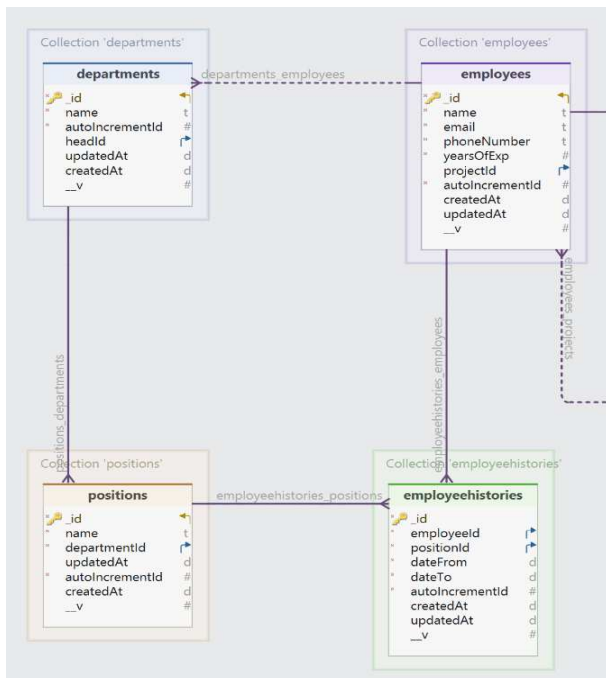 Collection 'departments'
departments
_id
name t
autoIncrementId #
headId
updatedAt d
createdAt d
__v #
departments_employees
Collection 'employees'
employees
_id
name t
email t
phoneNumber t
yearsOfExp #
projectId
autoIncrementId #
createdAt d
updatedAt d
__v #
employees_projects
positions_departments
employeehistories_employees
Collection 'positions'
positions
_id
name t
departmentId
updatedAt d
autoIncrementId #
createdAt d
__v #
employeehistories_positions
Collection 'employeehistories'
employeehistories
_id
employeeId
positionId
dateFrom d
dateTo d
autoIncrementId #
createdAt d
updatedAt d
__v #